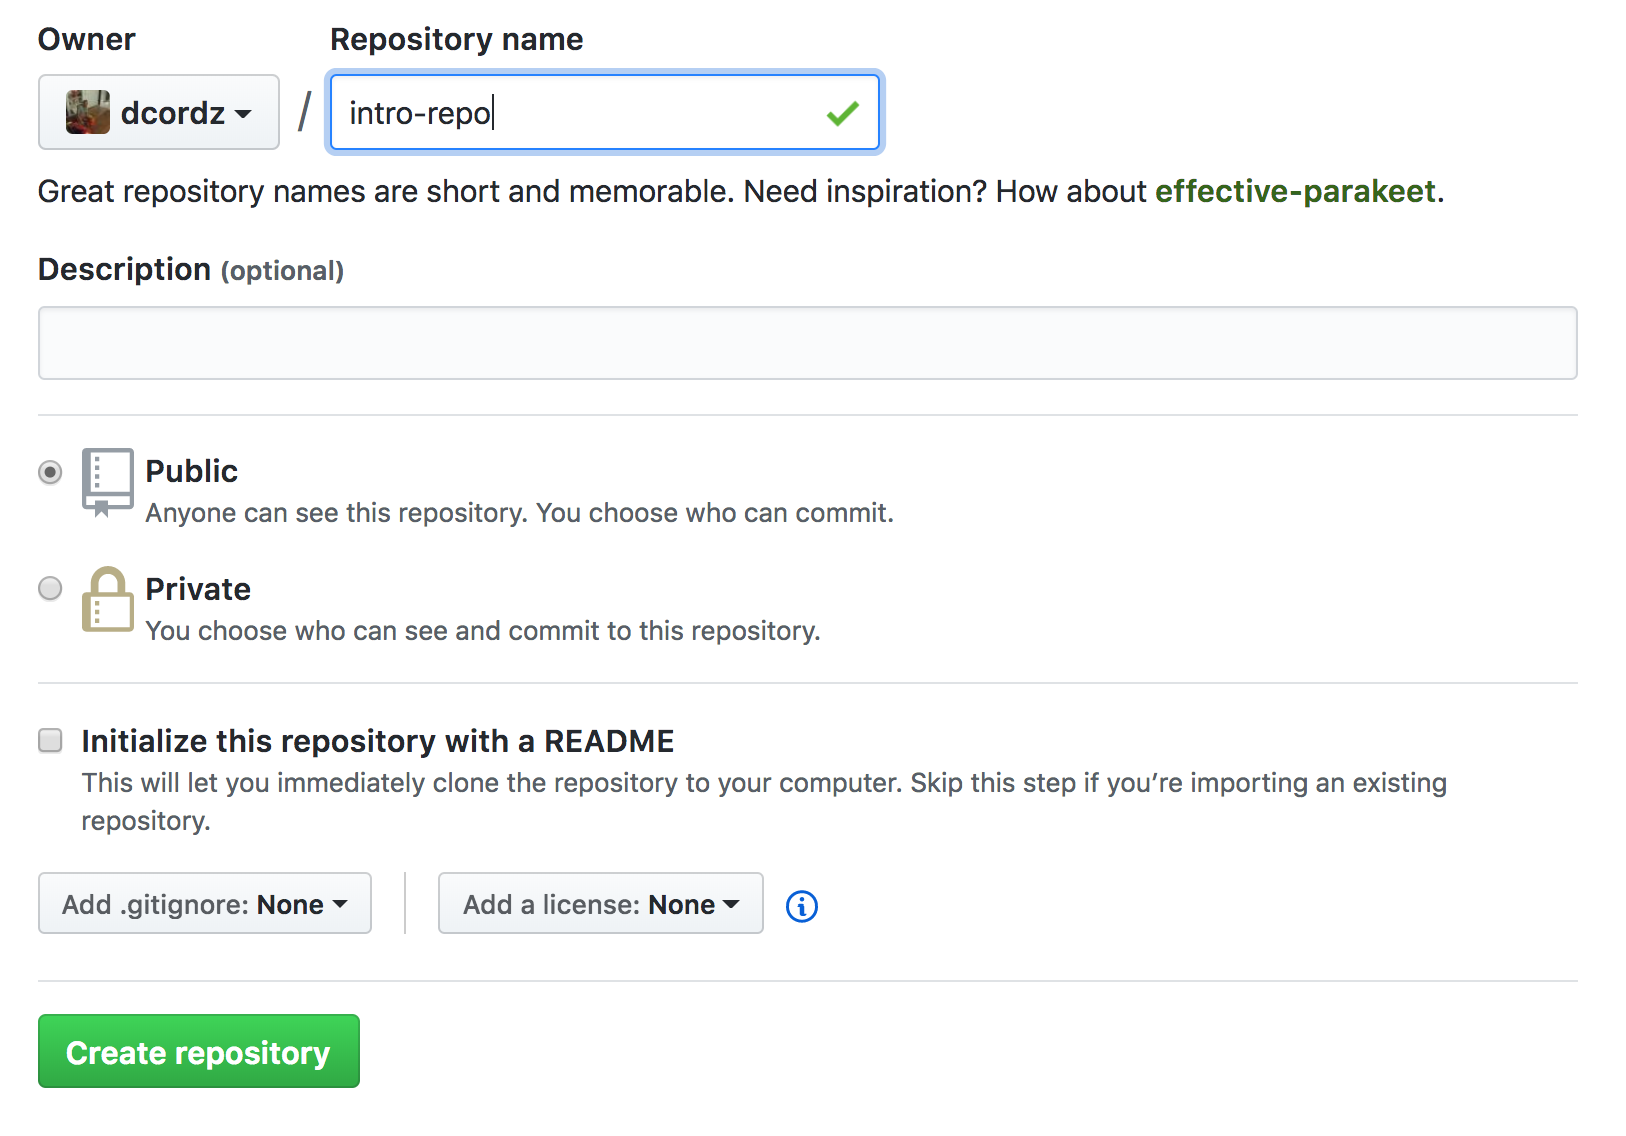 Owner Repository name
dcordz / intro-repo
Great repository names are short and memorable. Need inspiration? How about effective-parakeet.
Description (optional)
Public
Anyone can see this repository. You choose who can commit.
Private
You choose who can see and commit to this repository.
Initialize this repository with a README
This will let you immediately clone the repository to your computer. Skip this step if you’re importing an existing
repository.
Add .gitignore: None Add a license: None
Create repository